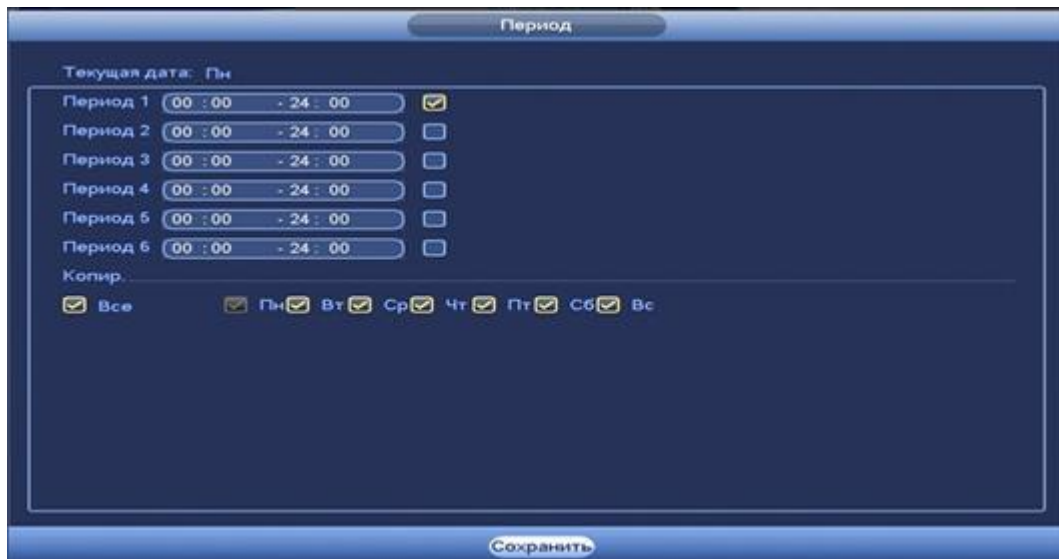 Период
Текущая дата: Пн
Период 1 00 : 00 - 24 : 00
Период 2 00 : 00 - 24 : 00
Период 3 00 : 00 - 24 : 00
Период 4 00 : 00 - 24 : 00
Период 5 00 : 00 - 24 : 00
Период 6 00 : 00 - 24 : 00
Копир.
Все Пн Вт Ср Чт Пт Сб Вс
Сохранить